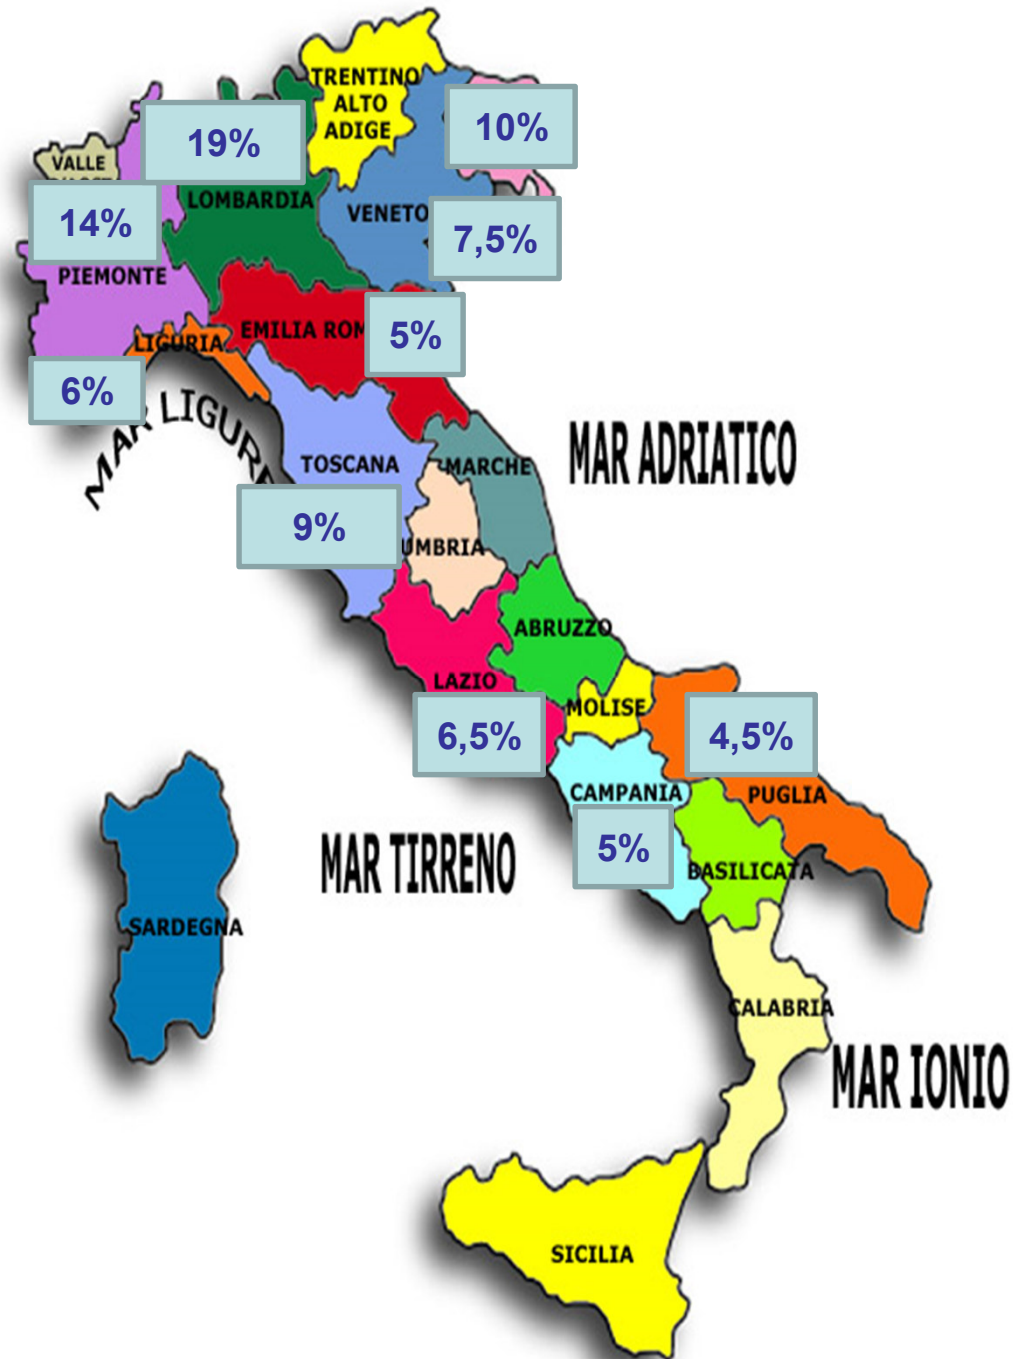 TRENTINO
ALTO
ADIGE
10%
19%
VALLE
LOMBARDIA
VENETO
14%
7,5%
PIEMONTE
EMILIA ROM
5%
LIGURIA
6%
MAR LIGURE
TOSCANA
MARCHE
MAR ADRIATICO
9%
UMBRIA
ABRUZZO
LAZIO
MOLISE
6,5%
4,5%
CAMPANIA
PUGLIA
5%
MAR TIRRENO
BASILICATA
SARDEGNA
CALABRIA
MAR IONIO
SICILIA